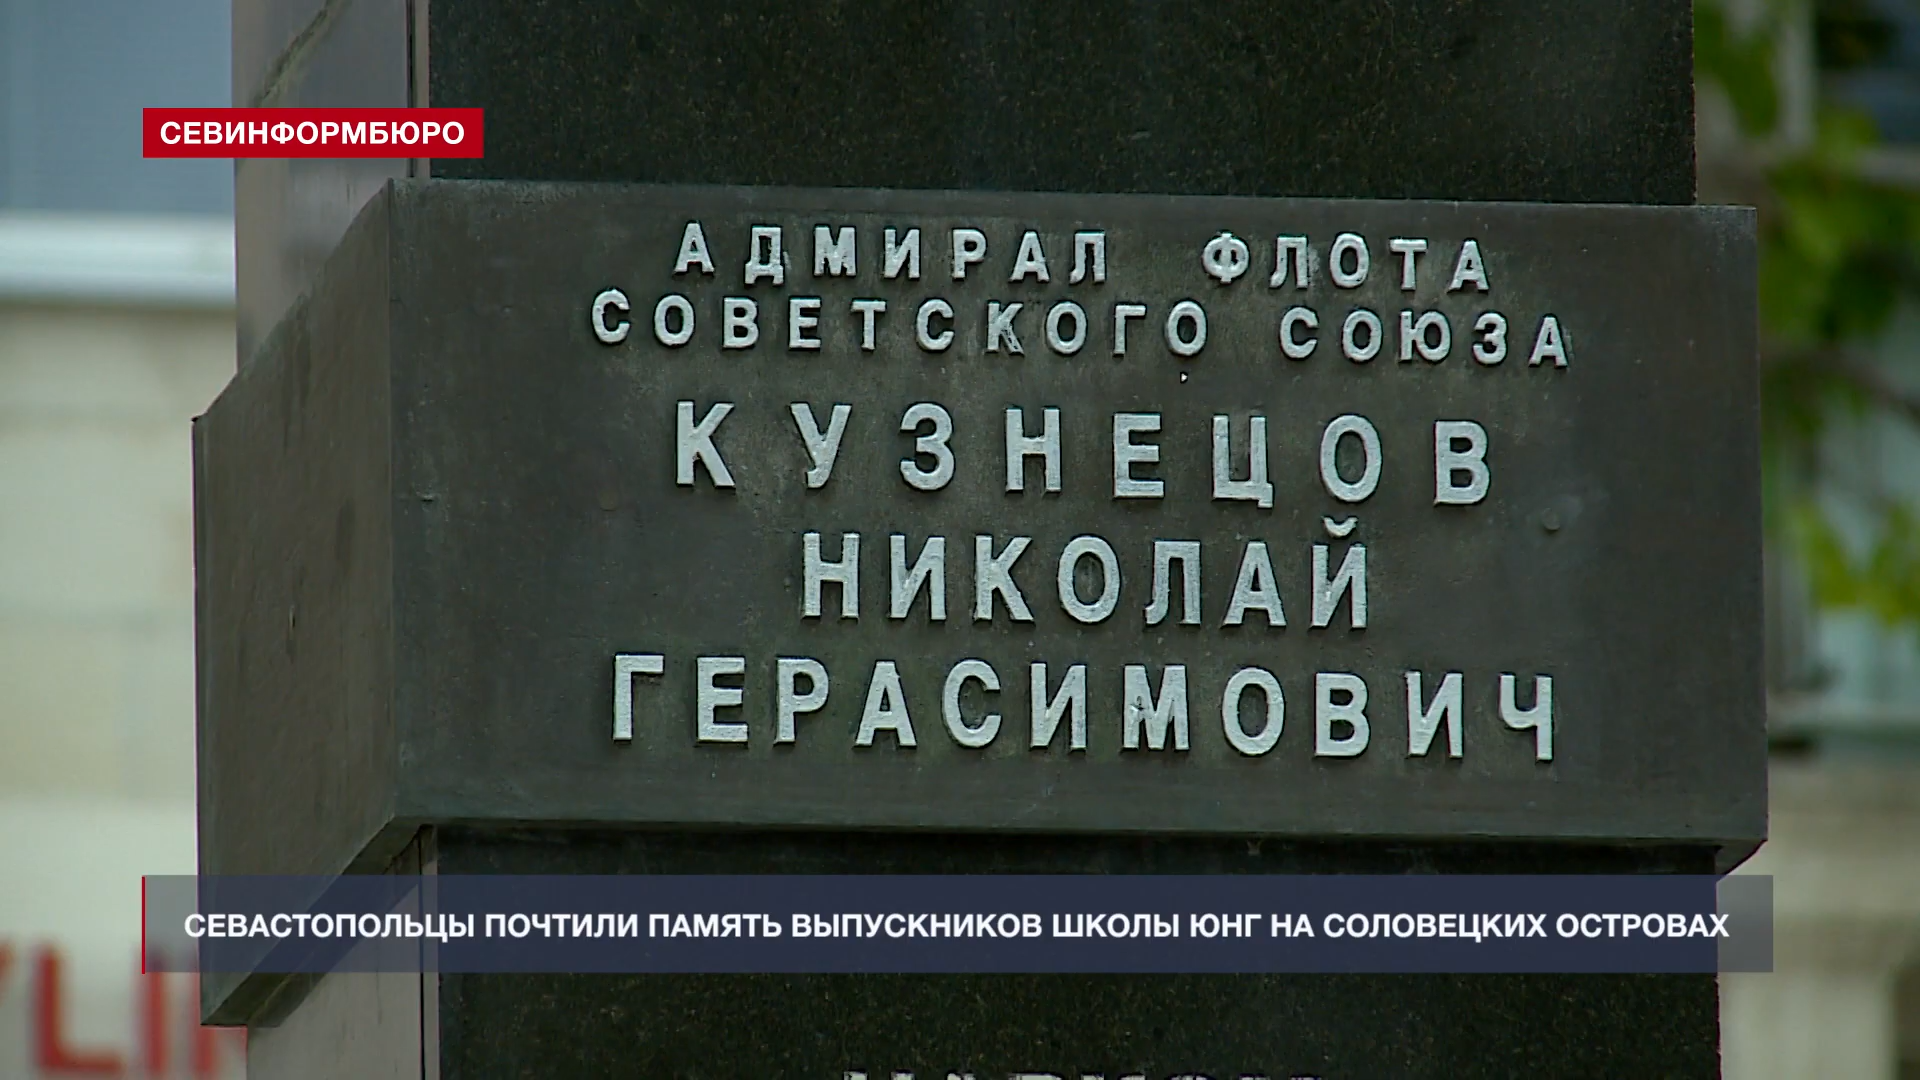 СЕВИНФОРМБЮРО
АДМИРАЛ ФЛОТА
СОВЕТСКОГО СОЮЗА
КУЗНЕЦОВ
НИКОЛАЙ
ГЕРАСИМОВИЧ
СЕВАСТОПОЛЬЦЫ ПОЧТИЛИ ПАМЯТЬ ВЫПУСКНИКОВ ШКОЛЫ ЮНГ НА СОЛОВЕЦКИХ ОСТРОВАХ